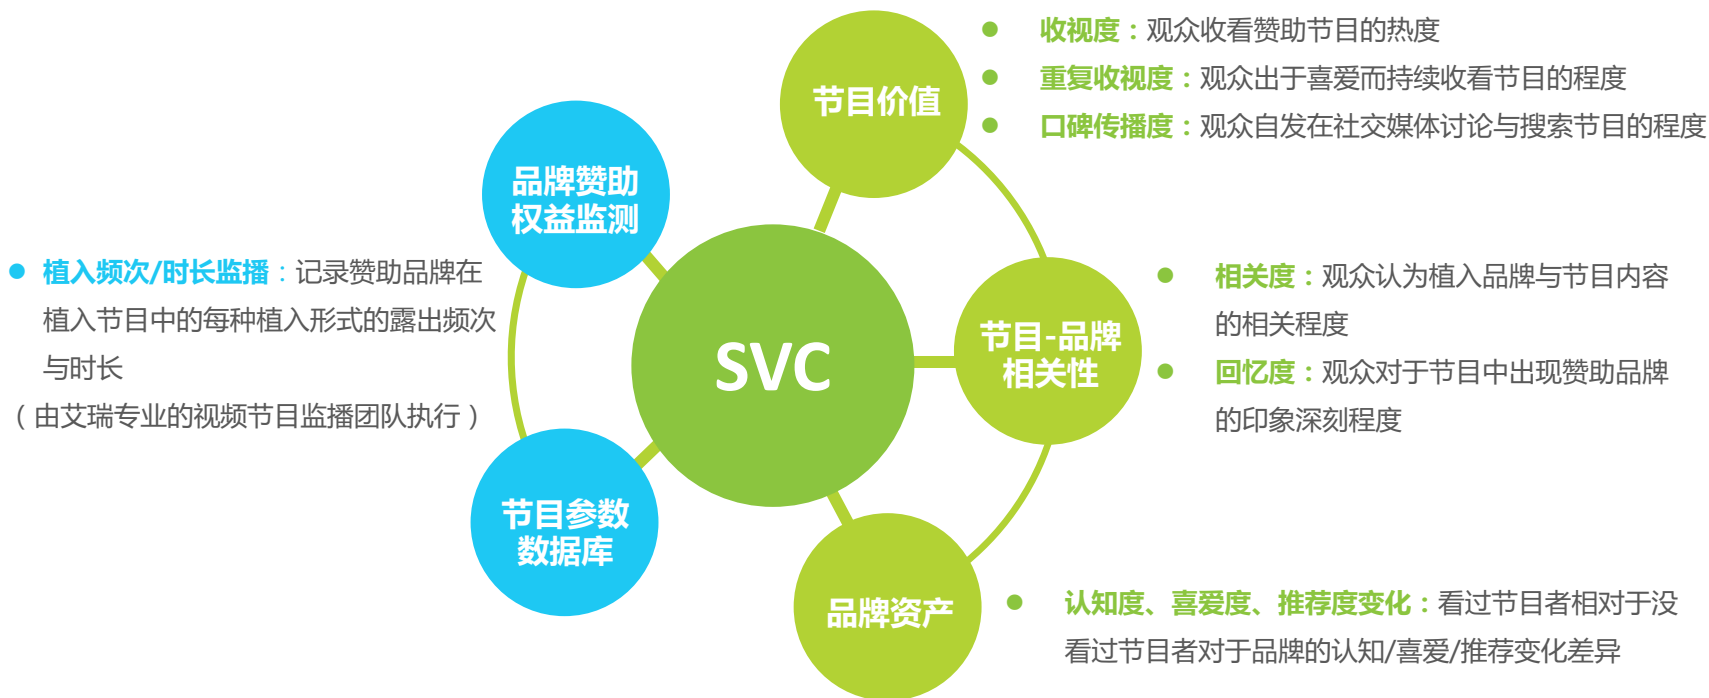 收视度：观众收看赞助节目的热度
重复收视度：观众出于喜爱而持续收看节目的程度
口碑传播度：观众自发在社交媒体讨论与搜索节目的程度
节目价值
品牌赞助
权益监测
植入频次/时长监播：记录赞助品牌在
植入节目中的每种植入形式的露出频次
与时长
（由艾瑞专业的视频节目监播团队执行）
SVC
节目-品牌
相关性
相关度：观众认为植入品牌与节目内容
的相关程度
回忆度：观众对于节目中出现赞助品牌
的印象深刻程度
节目参数
数据库
品牌资产
认知度、喜爱度、推荐度变化：看过节目者相对于没
看过节目者对于品牌的认知/喜爱/推荐变化差异